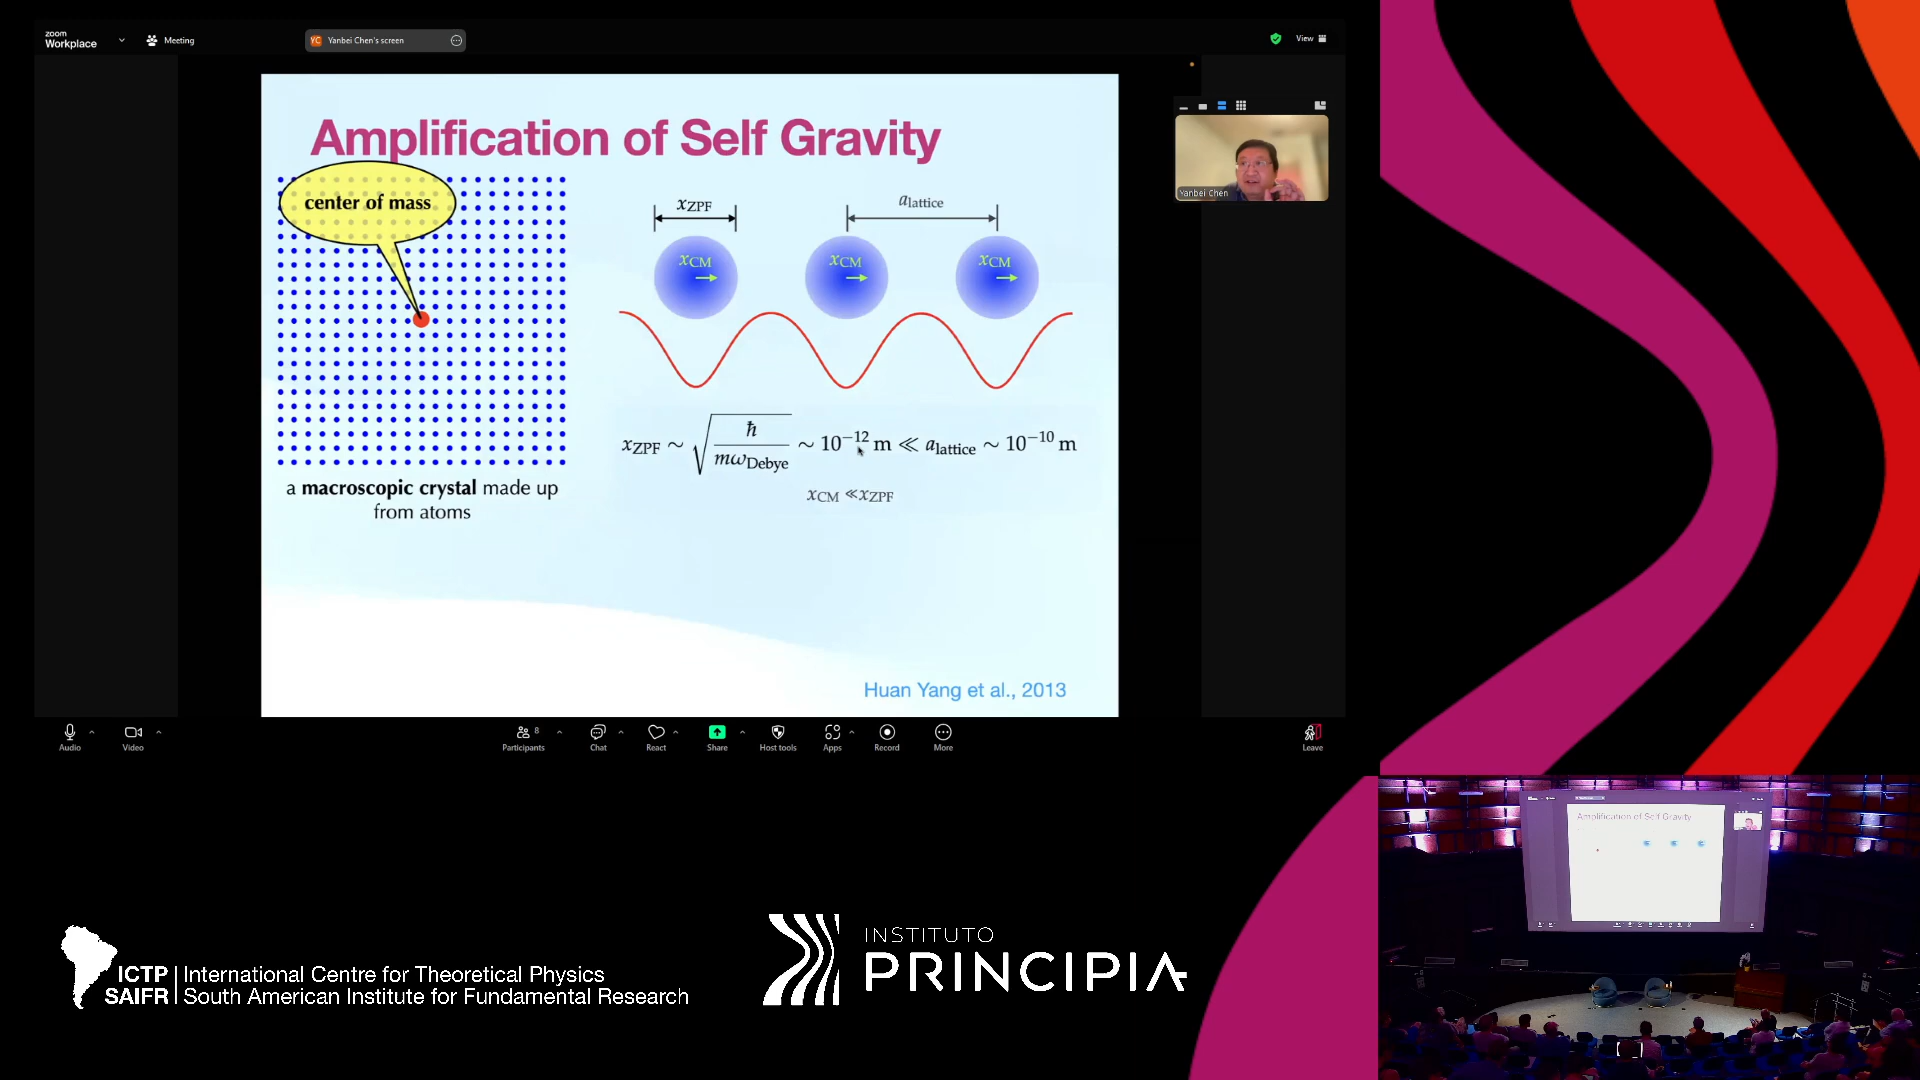 zoom
Workplace
Meeting
YC Yanbei Chen's screen
View
Amplification of Self Gravity
center of mass
a macroscopic crystal made up
from atoms
xZPF
alattice
xCM xCM xCM
xZPF ∼ √(ħ / mωDebye) ∼ 10⁻¹² m ≪ alattice ∼ 10⁻¹⁰ m
xCM ≪ xZPF
Huan Yang et al., 2013
Yanbei Chen
Audio
Video
Participants 8
Chat
React
Share
Host tools
Apps
Record
More
Leave
Amplification of Self Gravity
ICTP International Centre for Theoretical Physics
SAIFR South American Institute for Fundamental Research
INSTITUTO
PRINCIPIA